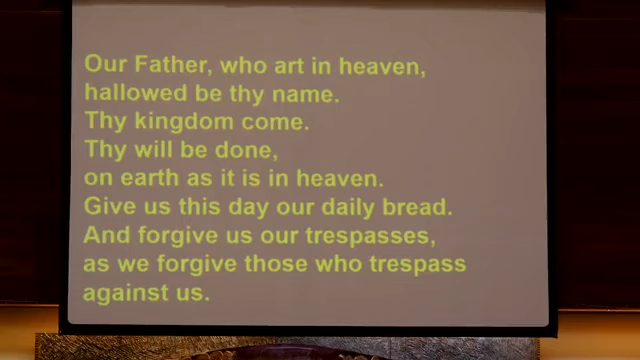 Our Father, who art in heaven,
hallowed be thy name.
Thy kingdom come.
Thy will be done,
on earth as it is in heaven.
Give us this day our daily bread.
And forgive us our trespasses,
as we forgive those who trespass
against us.